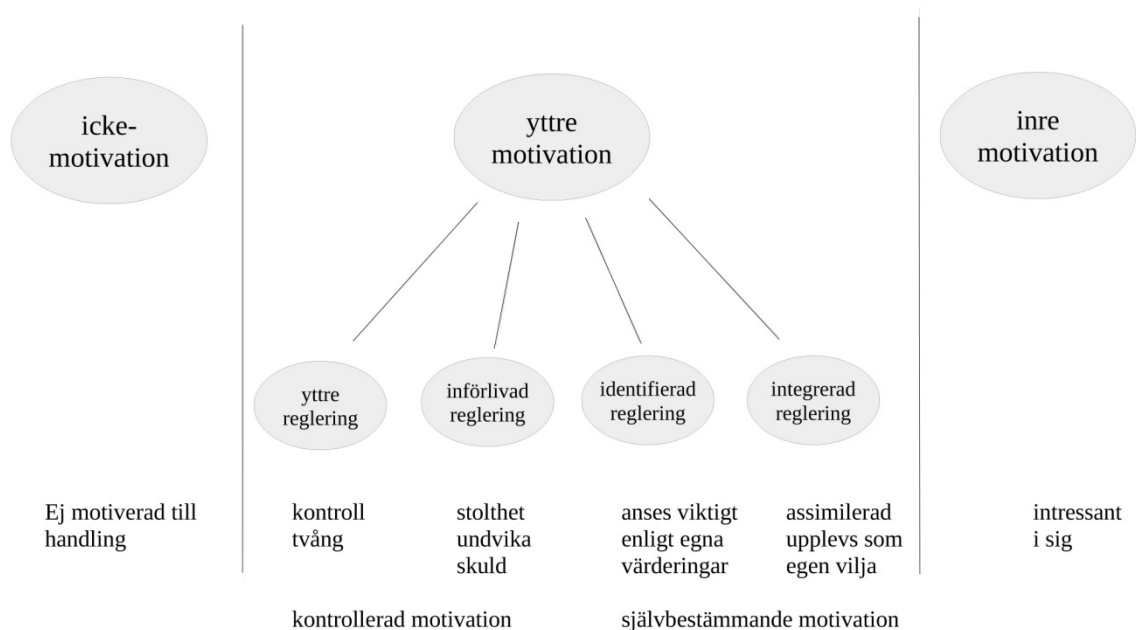 icke-
motivation
yttre
motivation
inre
motivation
yttre
reglering
införlivad
reglering
identifierad
reglering
integrerad
reglering
Ej motiverad till
handling
kontroll
tvång
stolthet
undvika
skuld
anses viktigt
enligt egna
värderingar
assimilerad
upplevs som
egen vilja
intressant
i sig
kontrollerad motivation
självbestämmande motivation